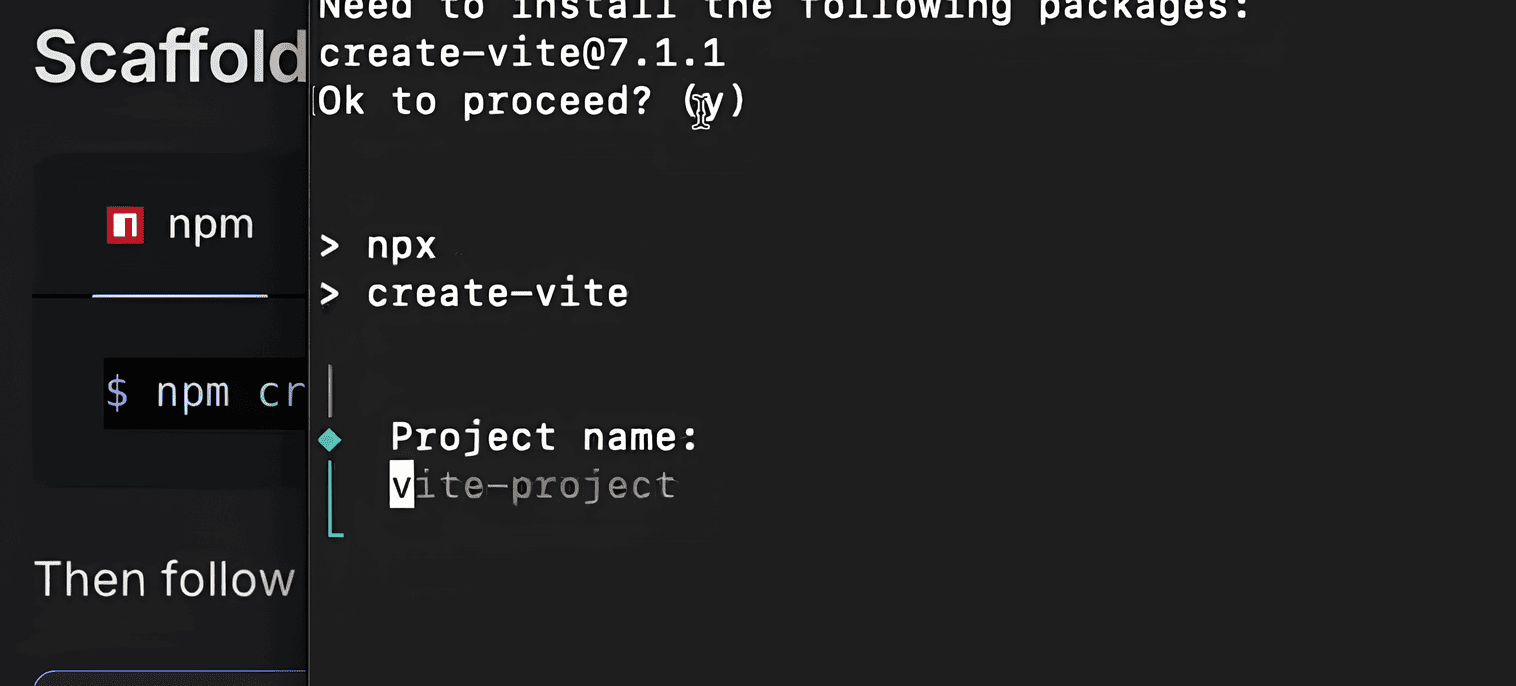 Scaffold
npm
$ npm cr
Then follow
Need to install the following packages:
create-vite@7.1.1
Ok to proceed? (y)
> npx
> create-vite
Project name:
vite-project